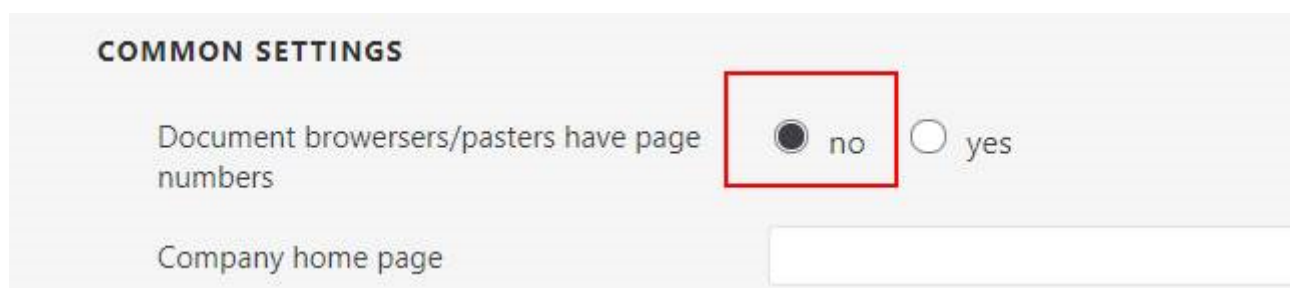 COMMON SETTINGS
Document browersers/pasters have page no yes
numbers
Company home page